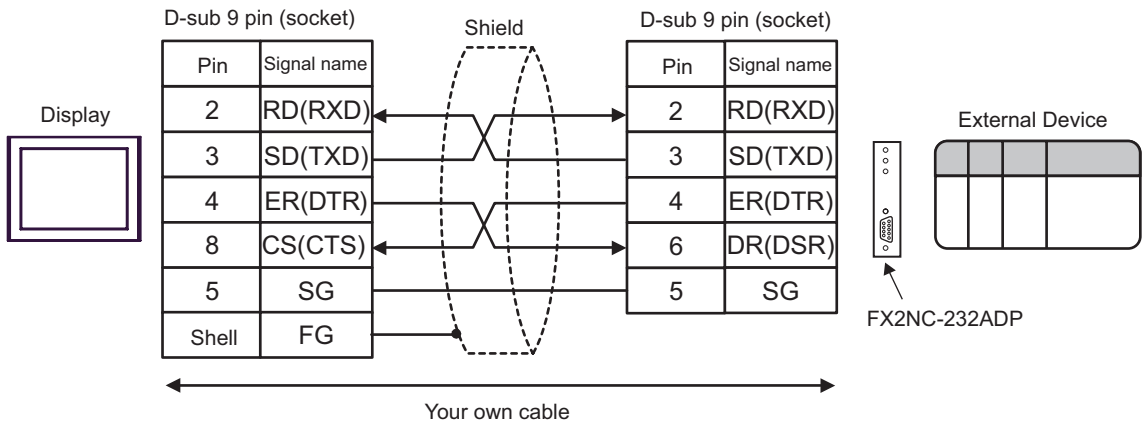 D-sub 9 pin (socket)
Shield
D-sub 9 pin (socket)
Pin Signal name
Pin Signal name
Display
2 RD(RXD)
2 RD(RXD)
External Device
3 SD(TXD)
3 SD(TXD)
4 ER(DTR)
4 ER(DTR)
8 CS(CTS)
6 DR(DSR)
5 SG
5 SG
FX2NC-232ADP
Shell FG
Your own cable